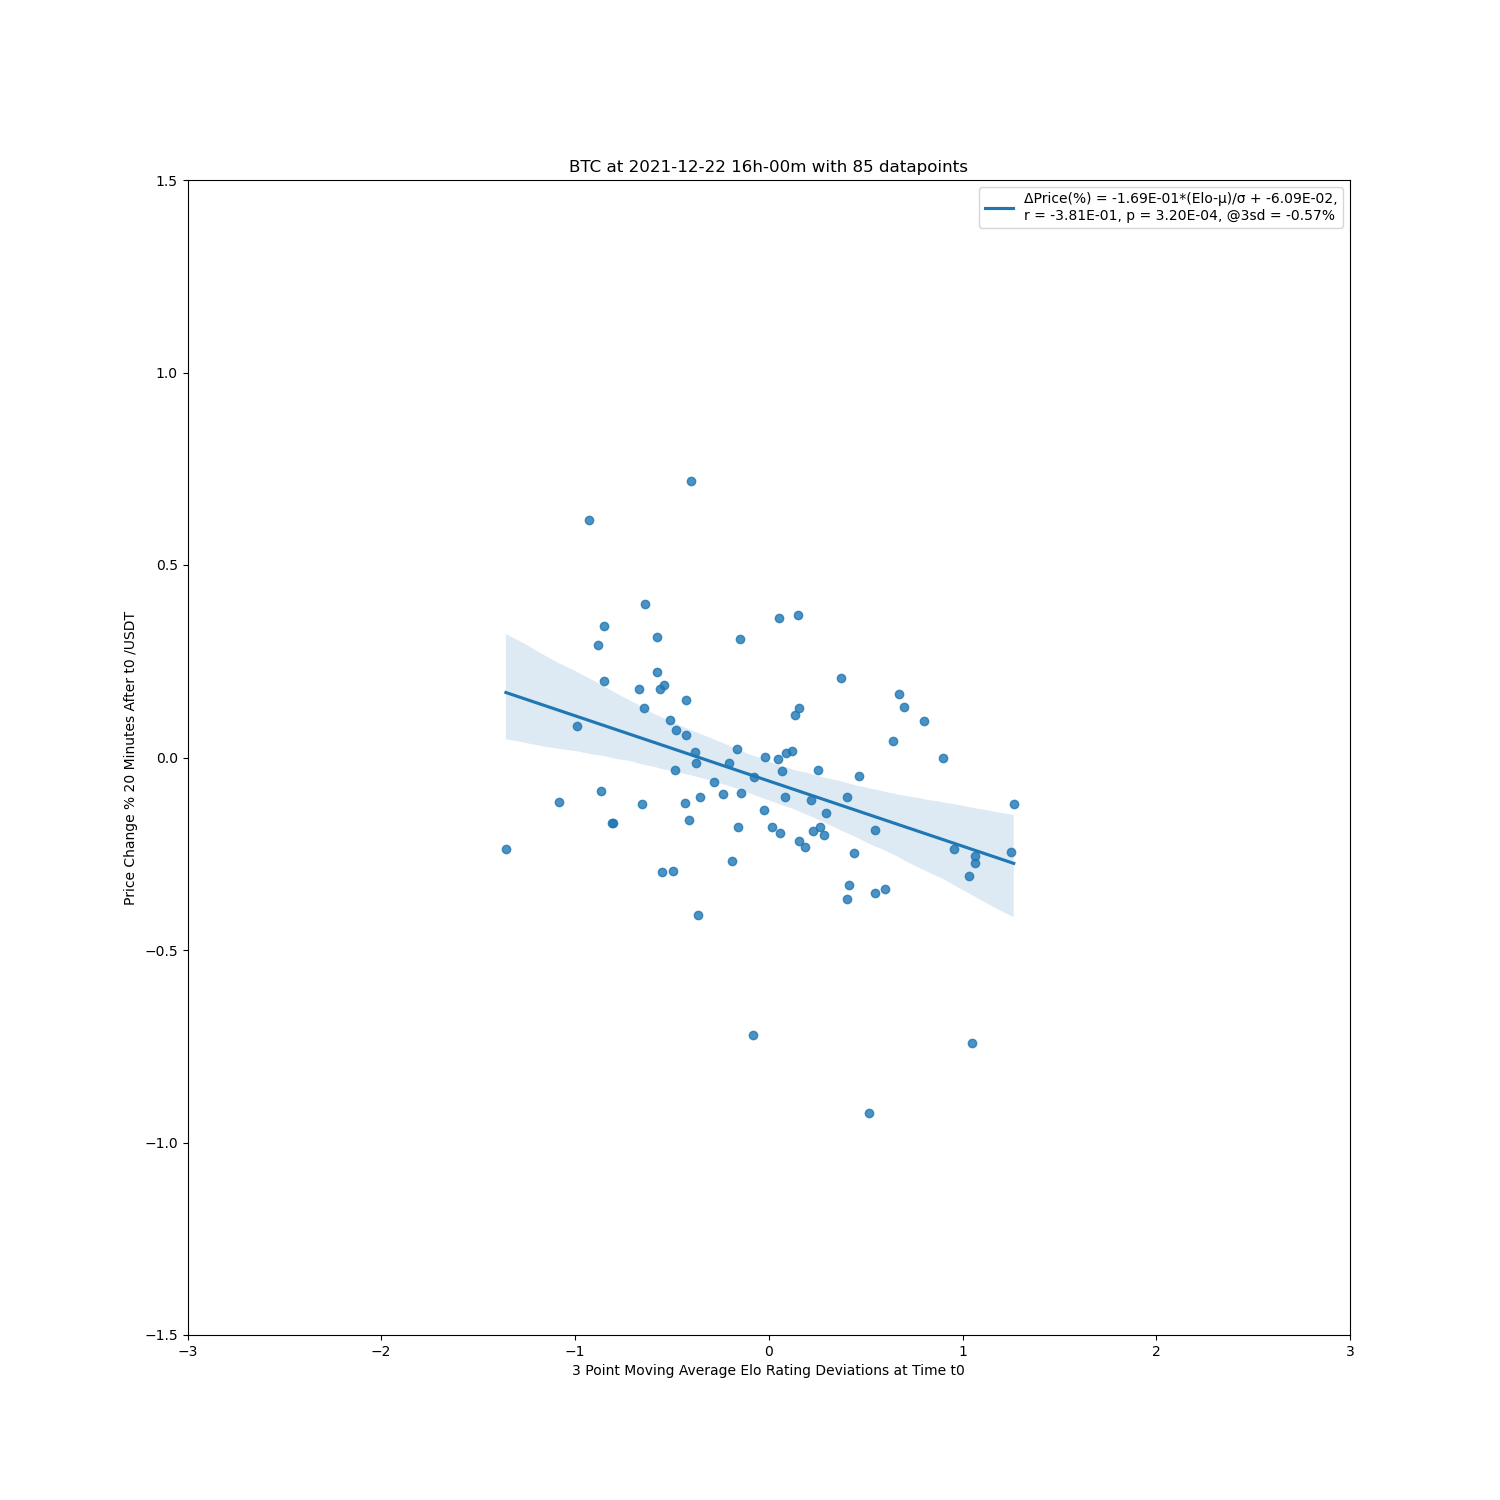 BTC at 2021-12-22 16h-00m with 85 datapoints
ΔPrice(%) = -1.69E-01*(Elo-μ)/σ + -6.09E-02,
r = -3.81E-01, p = 3.20E-04, @3sd = -0.57%
Price Change % 20 Minutes After t0 /USDT
1.5
1.0
0.5
0.0
−0.5
−1.0
−1.5
−3 −2 −1 0 1 2 3
3 Point Moving Average Elo Rating Deviations at Time t0